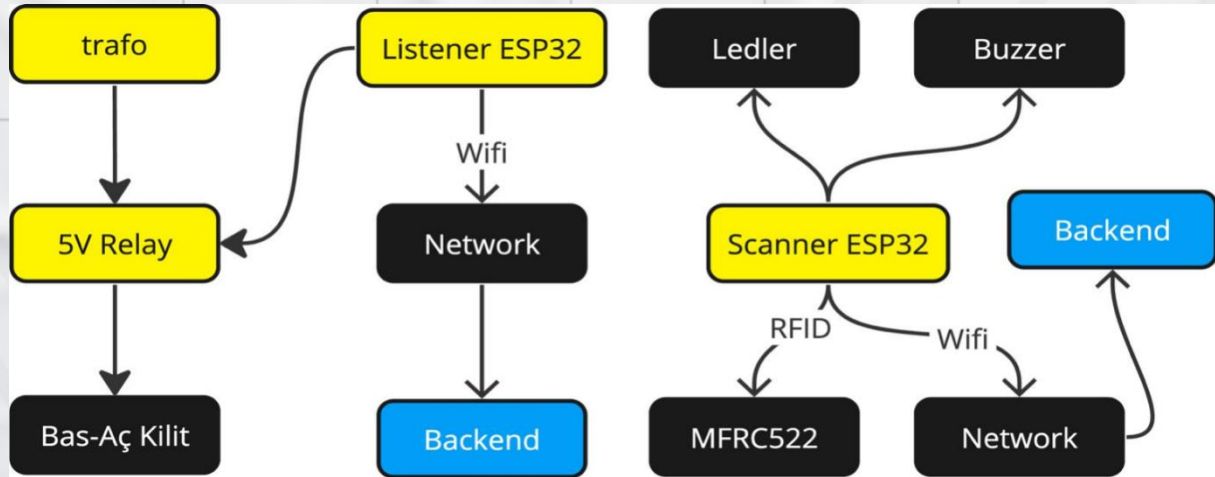 trafo
Listener ESP32
Ledler
Buzzer
Wifi
5V Relay
Network
Scanner ESP32
Backend
RFID
Wifi
Bas-Aç Kilit
Backend
MFRC522
Network